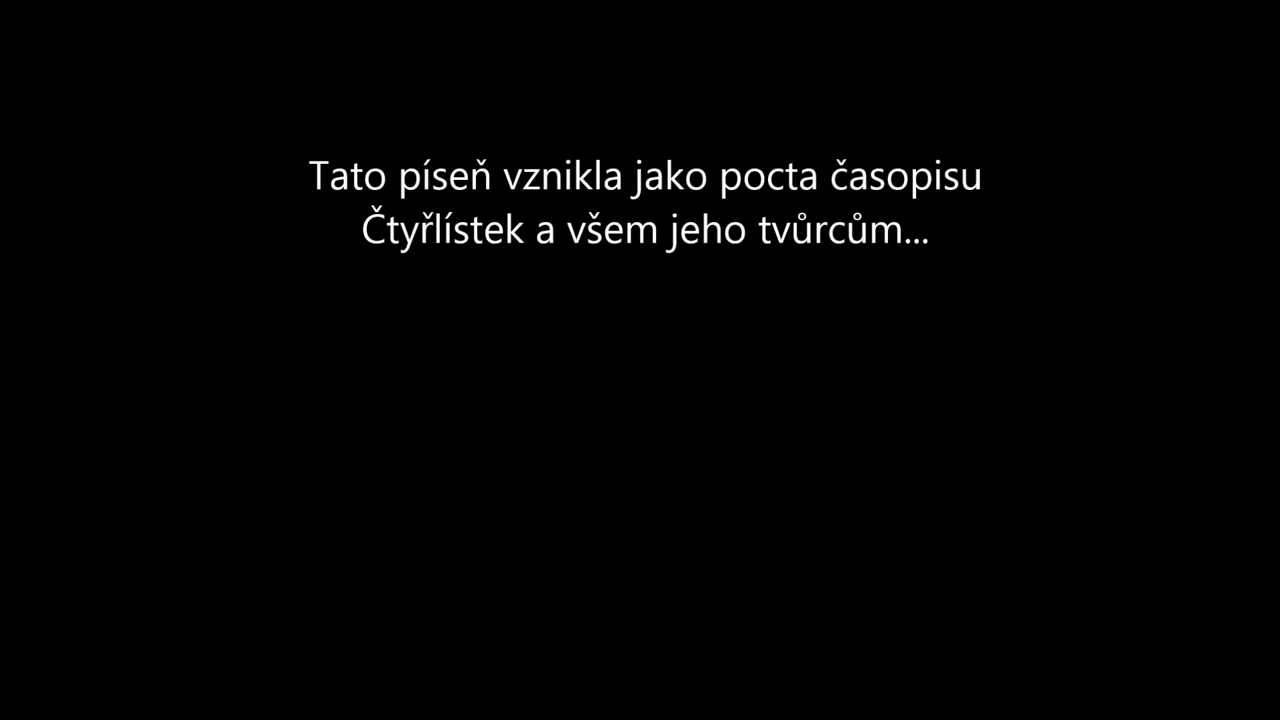 Tato píseň vznikla jako pocta časopisu
Čtyřlístek a všem jeho tvůrcům...